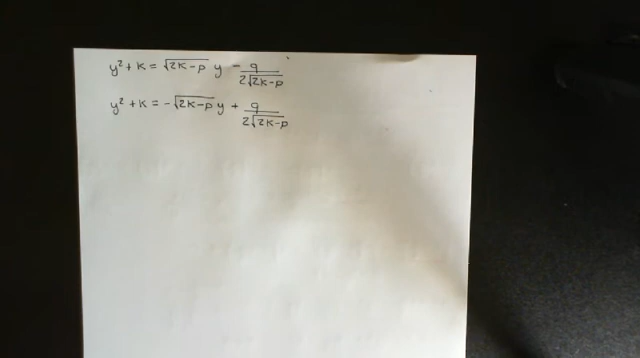 y² + k = √(2k-p) y - q/(2√(2k-p))
y² + k = -√(2k-p) y + q/(2√(2k-p))